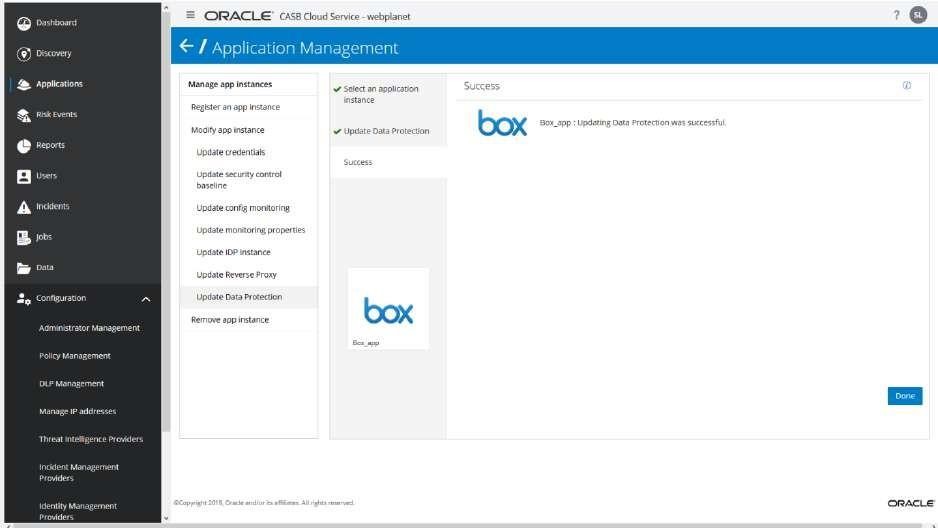 Dashboard
Discovery
Applications
Risk Events
Reports
Users
Incidents
Jobs
Data
Configuration
Administrator Management
Policy Management
DLP Management
Manage IP addresses
Threat Intelligence Providers
Incident Management
Providers
Identity Management
Providers
ORACLE CASB Cloud Service - webplanet
? SL
/ Application Management
Manage app instances
Register an app instance
Modify app instance
Update credentials
Update security control
baseline
Update config monitoring
Update monitoring properties
Update IDP instance
Update Reverse Proxy
Update Data Protection
Remove app instance
Select an application
instance
Update Data Protection
Success
box
Box_app
Success
box
Box_app : Updating Data Protection was successful.
Done
©Copyright 2018, Oracle and/or its affiliates. All rights reserved.
ORACLE